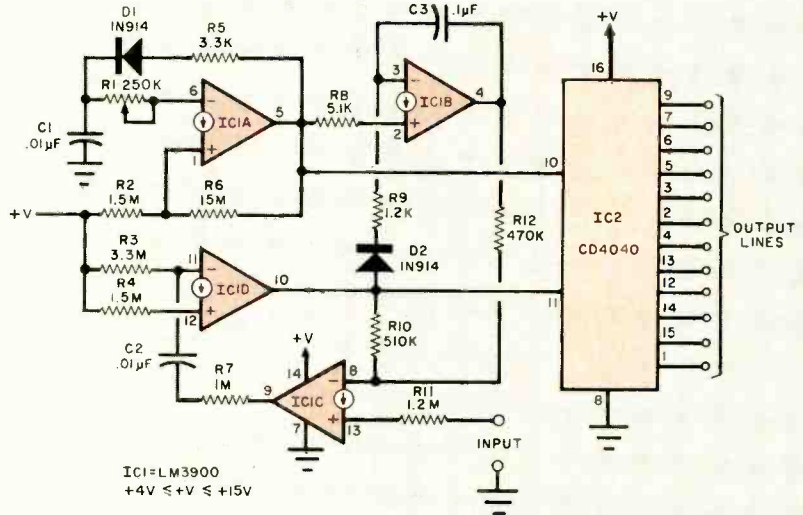 D1
1N914
R5
3.3K
R1 250K
6
−
IC1A
5
+
1
C1
.01µF
R2
1.5M
R6
15M
+V
R3
3.3M
R4
1.5M
11
−
IC1D
10
+
12
C2
.01µF
R7
1M
9
+V
14
IC1C
7
8
−
+
13
R8
5.1K
C3
.1µF
3
−
IC1B
4
+
2
R9
1.2K
D2
1N914
R10
510K
R12
470K
R11
1.2M
INPUT
+V
16
10
11
IC2
CD4040
8
9
7
6
5
3
2
4
13
12
14
15
1
OUTPUT
LINES
IC1=LM3900
+4V ≤ +V ≤ +15V